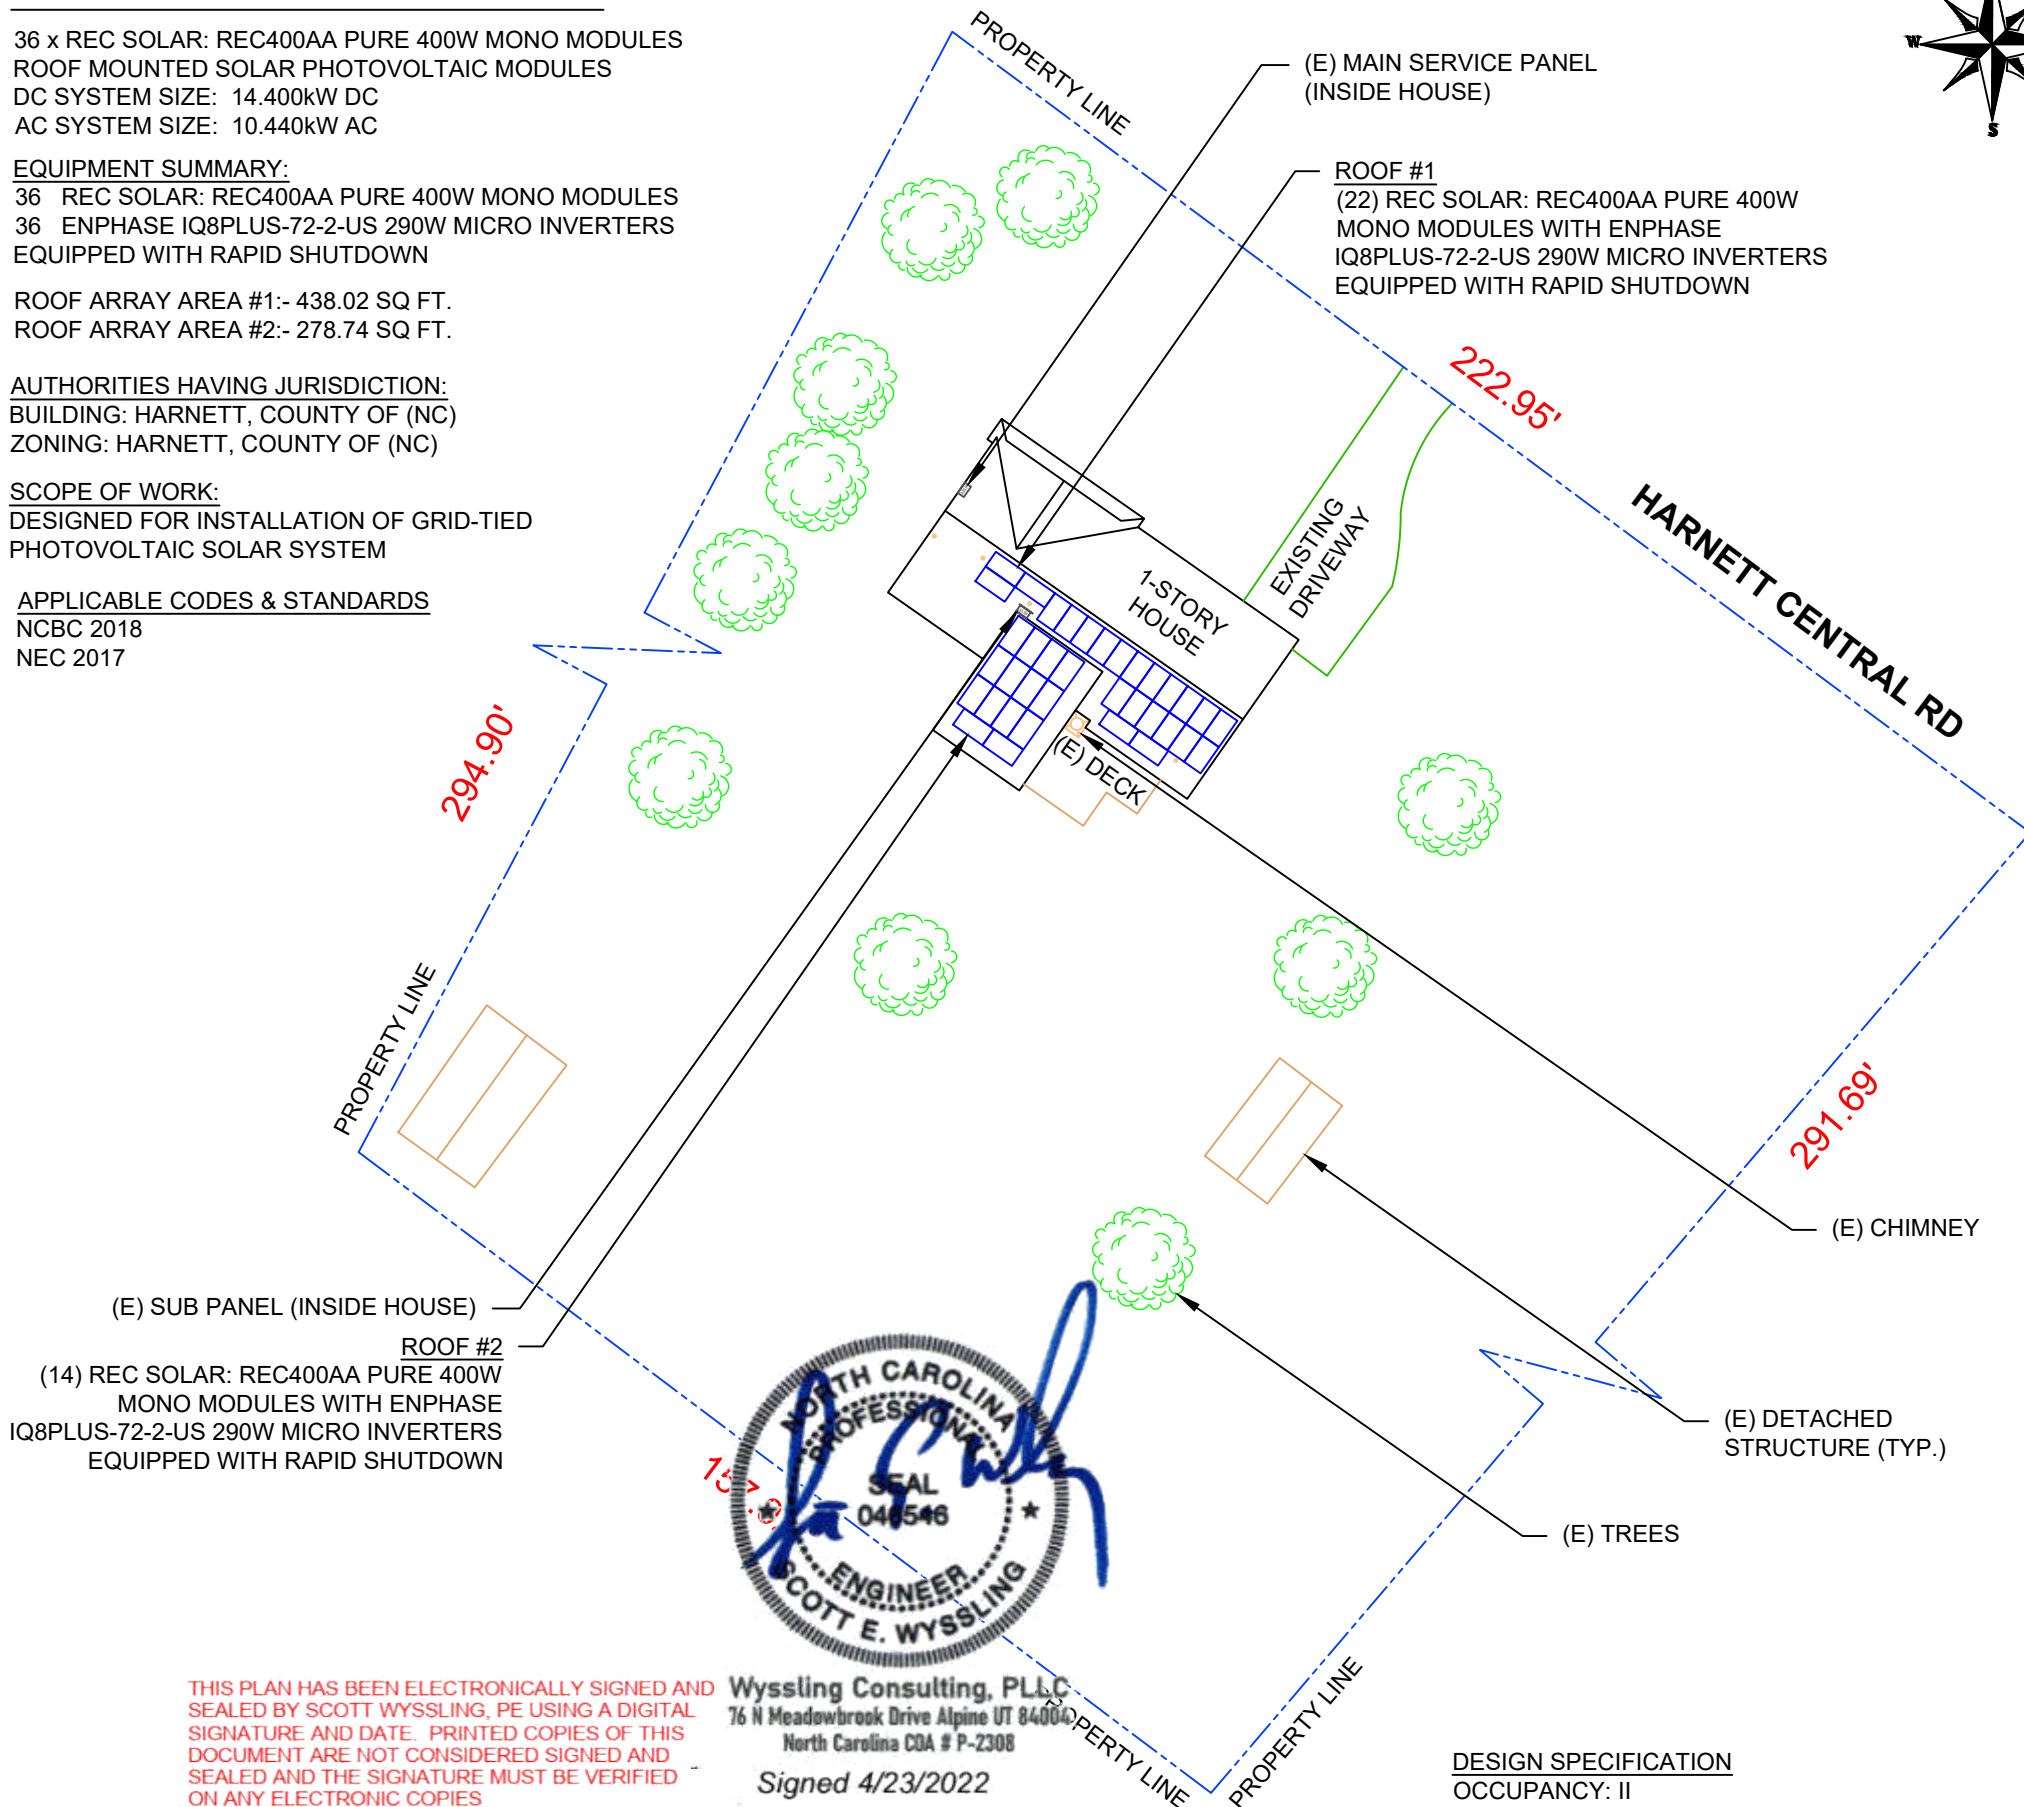 36 x REC SOLAR: REC400AA PURE 400W MONO MODULES
ROOF MOUNTED SOLAR PHOTOVOLTAIC MODULES
DC SYSTEM SIZE: 14.400kW DC
AC SYSTEM SIZE: 10.440kW AC
EQUIPMENT SUMMARY:
36 REC SOLAR: REC400AA PURE 400W MONO MODULES
36 ENPHASE IQ8PLUS-72-2-US 290W MICRO INVERTERS
EQUIPPED WITH RAPID SHUTDOWN
ROOF ARRAY AREA #1:- 438.02 SQ FT.
ROOF ARRAY AREA #2:- 278.74 SQ FT.
AUTHORITIES HAVING JURISDICTION:
BUILDING: HARNETT, COUNTY OF (NC)
ZONING: HARNETT, COUNTY OF (NC)
SCOPE OF WORK:
DESIGNED FOR INSTALLATION OF GRID-TIED
PHOTOVOLTAIC SOLAR SYSTEM
APPLICABLE CODES & STANDARDS
NCBC 2018
NEC 2017
PROPERTY LINE
(E) MAIN SERVICE PANEL
(INSIDE HOUSE)
W
S
ROOF #1
(22) REC SOLAR: REC400AA PURE 400W
MONO MODULES WITH ENPHASE
IQ8PLUS-72-2-US 290W MICRO INVERTERS
EQUIPPED WITH RAPID SHUTDOWN
222.95'
HARNETT CENTRAL RD
EXISTING
DRIVEWAY
1-STORY
HOUSE
(E) DECK
294.90'
PROPERTY LINE
291.69'
(E) CHIMNEY
(E) SUB PANEL (INSIDE HOUSE)
ROOF #2
(14) REC SOLAR: REC400AA PURE 400W
MONO MODULES WITH ENPHASE
IQ8PLUS-72-2-US 290W MICRO INVERTERS
EQUIPPED WITH RAPID SHUTDOWN
(E) DETACHED
STRUCTURE (TYP.)
(E) TREES
NORTH CAROLINA
PROFESSIONAL
SEAL
046546
ENGINEER
SCOTT E. WYSSLING
Wyssling Consulting, PLLC
76 N Meadowbrook Drive Alpine UT 84004
North Carolina COA # P-2308
Signed 4/23/2022
THIS PLAN HAS BEEN ELECTRONICALLY SIGNED AND
SEALED BY SCOTT WYSSLING, PE USING A DIGITAL
SIGNATURE AND DATE. PRINTED COPIES OF THIS
DOCUMENT ARE NOT CONSIDERED SIGNED AND
SEALED AND THE SIGNATURE MUST BE VERIFIED
ON ANY ELECTRONIC COPIES
PROPERTY LINE
PROPERTY LINE
DESIGN SPECIFICATION
OCCUPANCY: II